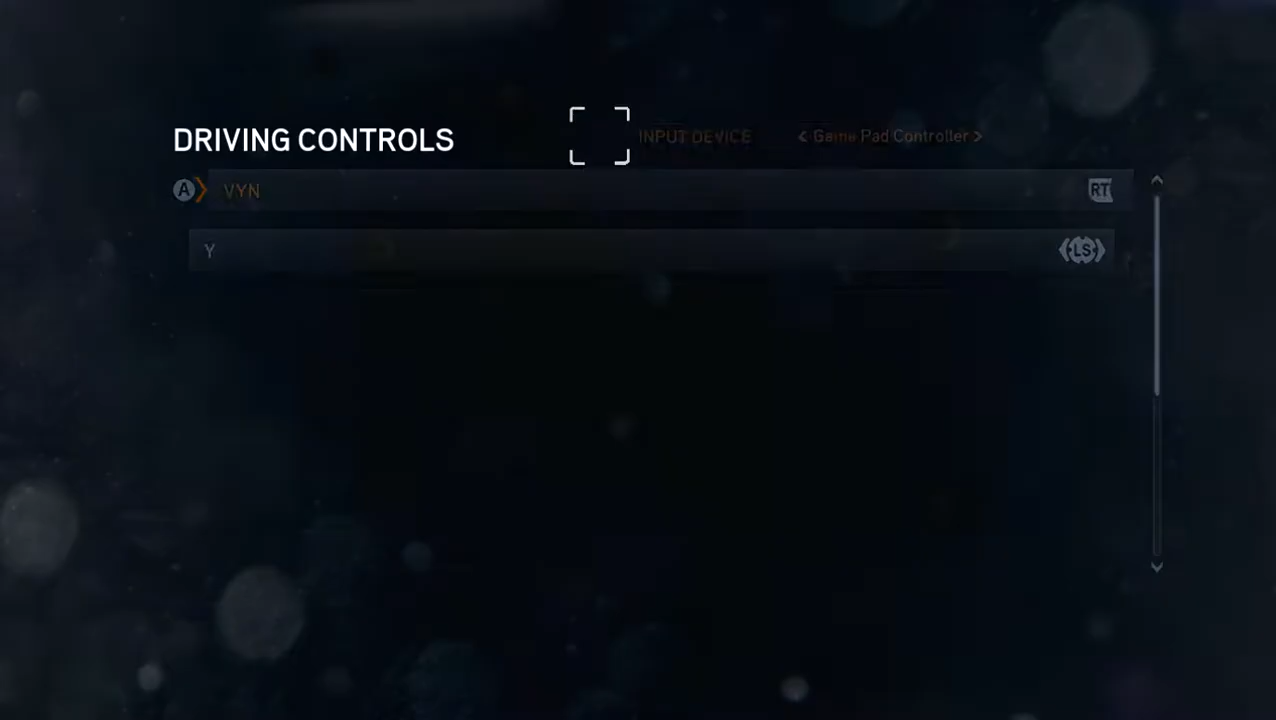 DRIVING CONTROLS
INPUT DEVICE < Game Pad Controller >
A VYN RT
Y LS